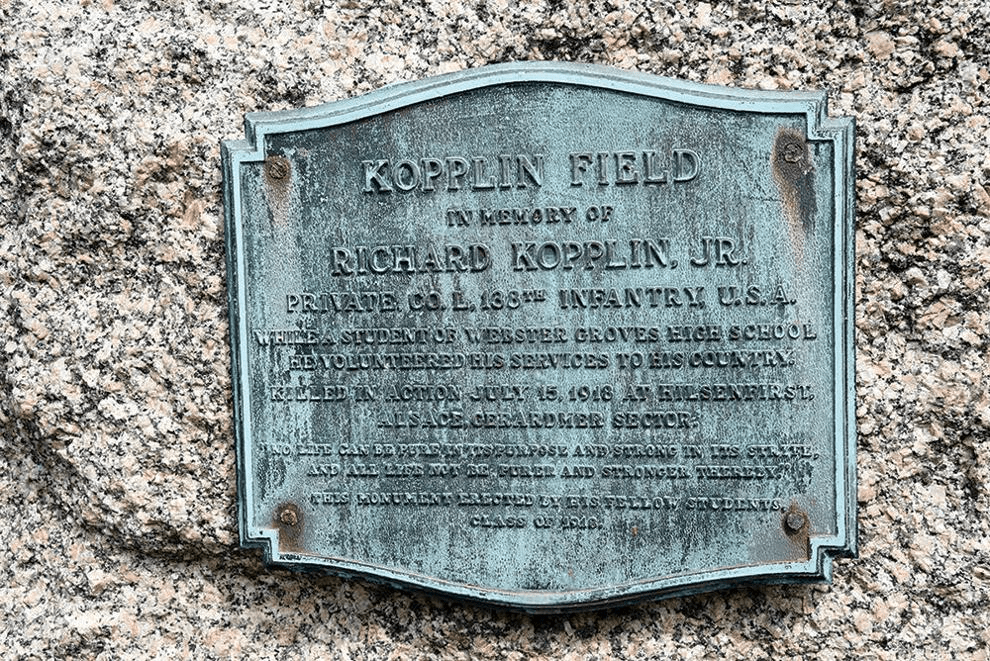 KOPPLIN FIELD
IN MEMORY OF
RICHARD KOPPLIN, JR.
PRIVATE, CO. L, 138TH INFANTRY, U.S.A.
WHILE A STUDENT OF WEBSTER GROVES HIGH SCHOOL
HE VOLUNTEERED HIS SERVICES TO HIS COUNTRY.
KILLED IN ACTION JULY 15, 1918 AT HILSENFIRST,
ALSACE, GERARDMER SECTOR.
"NO LIFE CAN BE PURE IN ITS PURPOSE AND STRONG IN ITS STRIFE,
AND ALL LIFE NOT BE PURER AND STRONGER THEREBY."
THIS MONUMENT ERECTED BY HIS FELLOW STUDENTS,
CLASS OF